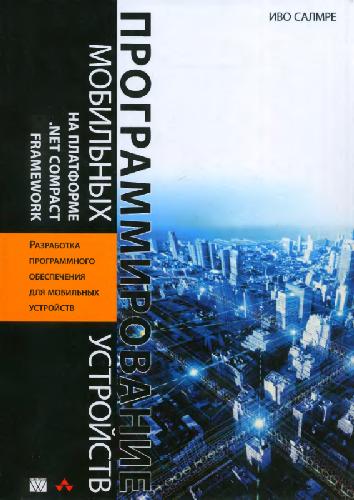 ИВО САЛМРЕ
ПРОГРАММИРОВАНИЕ
МОБИЛЬНЫХ УСТРОЙСТВ
НА ПЛАТФОРМЕ
.NET COMPACT
FRAMEWORK
РАЗРАБОТКА
ПРОГРАММНОГО
ОБЕСПЕЧЕНИЯ
ДЛЯ МОБИЛЬНЫХ
УСТРОЙСТВ